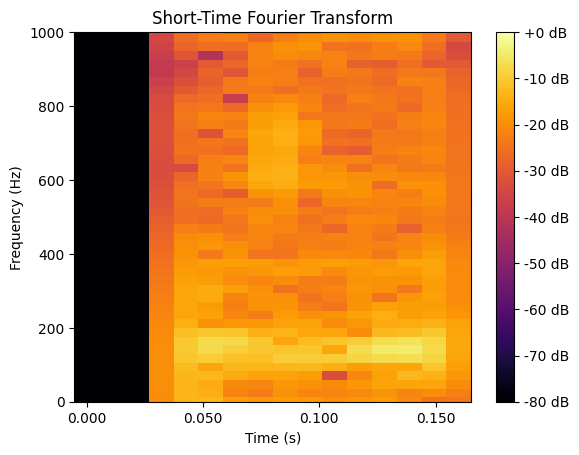 Short-Time Fourier Transform
1000
800
600
400
200
0
Frequency (Hz)
0.000
0.050
0.100
0.150
Time (s)
+0 dB
-10 dB
-20 dB
-30 dB
-40 dB
-50 dB
-60 dB
-70 dB
-80 dB